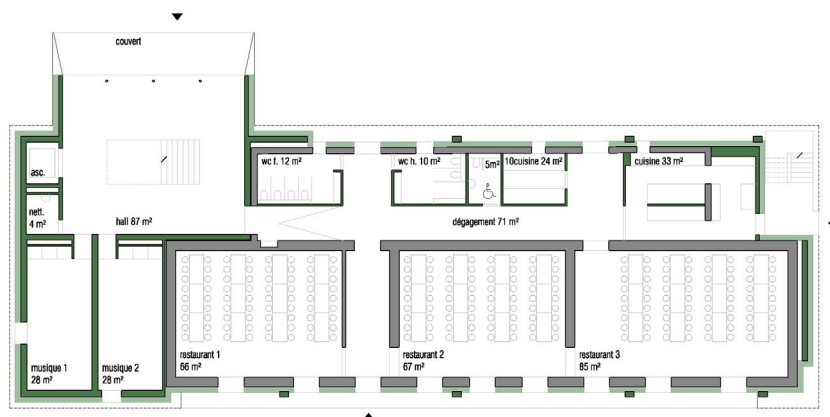 couvert
wc f. 12 m²
wc h. 10 m²
5m²
10cuisine 24 m²
cuisine 33 m²
asc.
nett.
4 m²
hall 87 m²
dégagement 71 m²
musique 1
28 m²
musique 2
28 m²
restaurant 1
66 m²
restaurant 2
67 m²
restaurant 3
85 m²